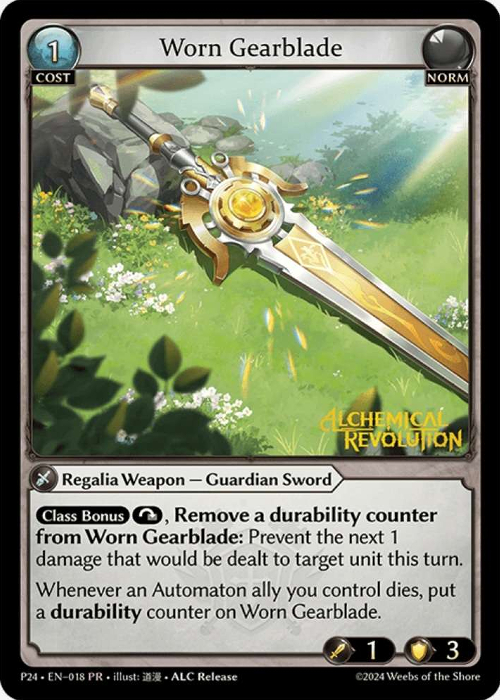 1
Worn Gearblade
COST
NORM
ALCHEMICAL
REVOLUTION
Regalia Weapon — Guardian Sword
Class Bonus , Remove a durability counter
from Worn Gearblade: Prevent the next 1
damage that would be dealt to target unit this turn.
Whenever an Automaton ally you control dies, put
a durability counter on Worn Gearblade.
1
3
P24 • EN-018 PR • illust: 道漫 • ALC Release
©2024 Weebs of the Shore